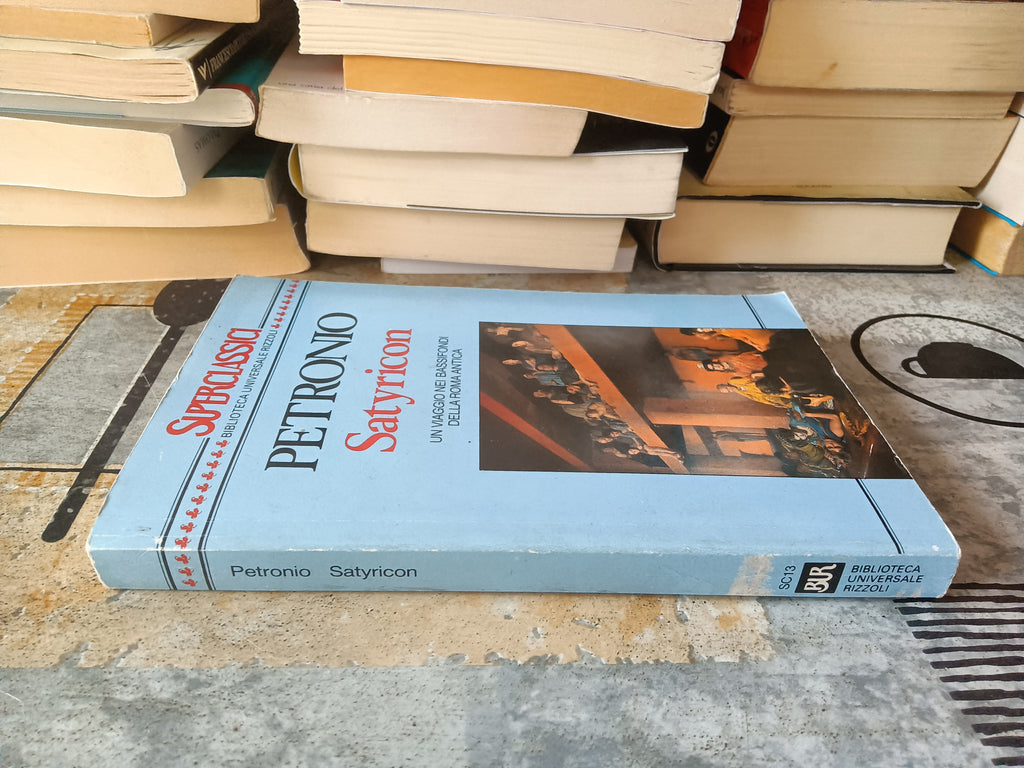 SUPERCLASSICI
BIBLIOTECA UNIVERSALE RIZZOLI
PETRONIO
Satyricon
UN VIAGGIO NEI BASSIFONDI
DELLA ROMA ANTICA
Petronio Satyricon
SC13
BUR
BIBLIOTECA
UNIVERSALE
RIZZOLI